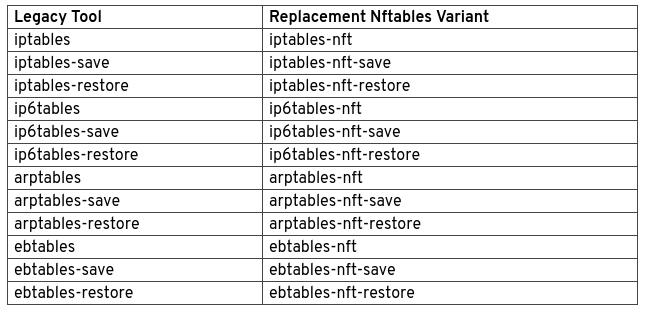 Legacy Tool Replacement Nftables Variant
iptables iptables-nft
iptables-save iptables-nft-save
iptables-restore iptables-nft-restore
ip6tables ip6tables-nft
ip6tables-save ip6tables-nft-save
ip6tables-restore ip6tables-nft-restore
arptables arptables-nft
arptables-save arptables-nft-save
arptables-restore arptables-nft-restore
ebtables ebtables-nft
ebtables-save ebtables-nft-save
ebtables-restore ebtables-nft-restore